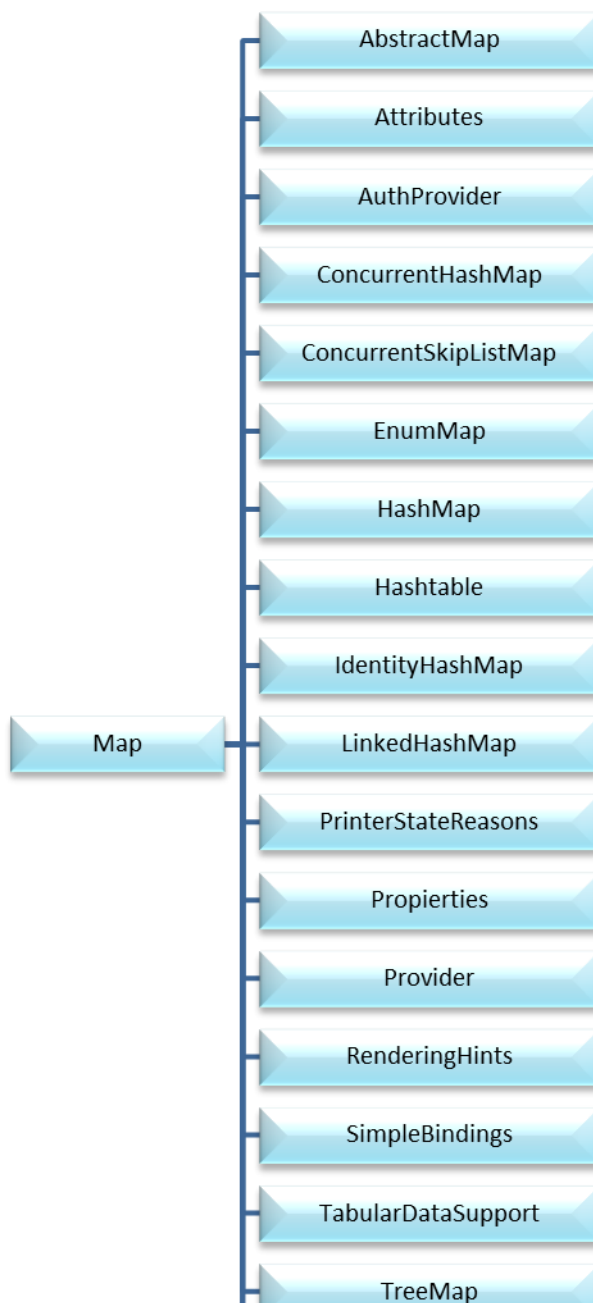 AbstractMap
Attributes
AuthProvider
ConcurrentHashMap
ConcurrentSkipListMap
EnumMap
HashMap
Hashtable
IdentityHashMap
Map
LinkedHashMap
PrinterStateReasons
Propierties
Provider
RenderingHints
SimpleBindings
TabularDataSupport
TreeMap